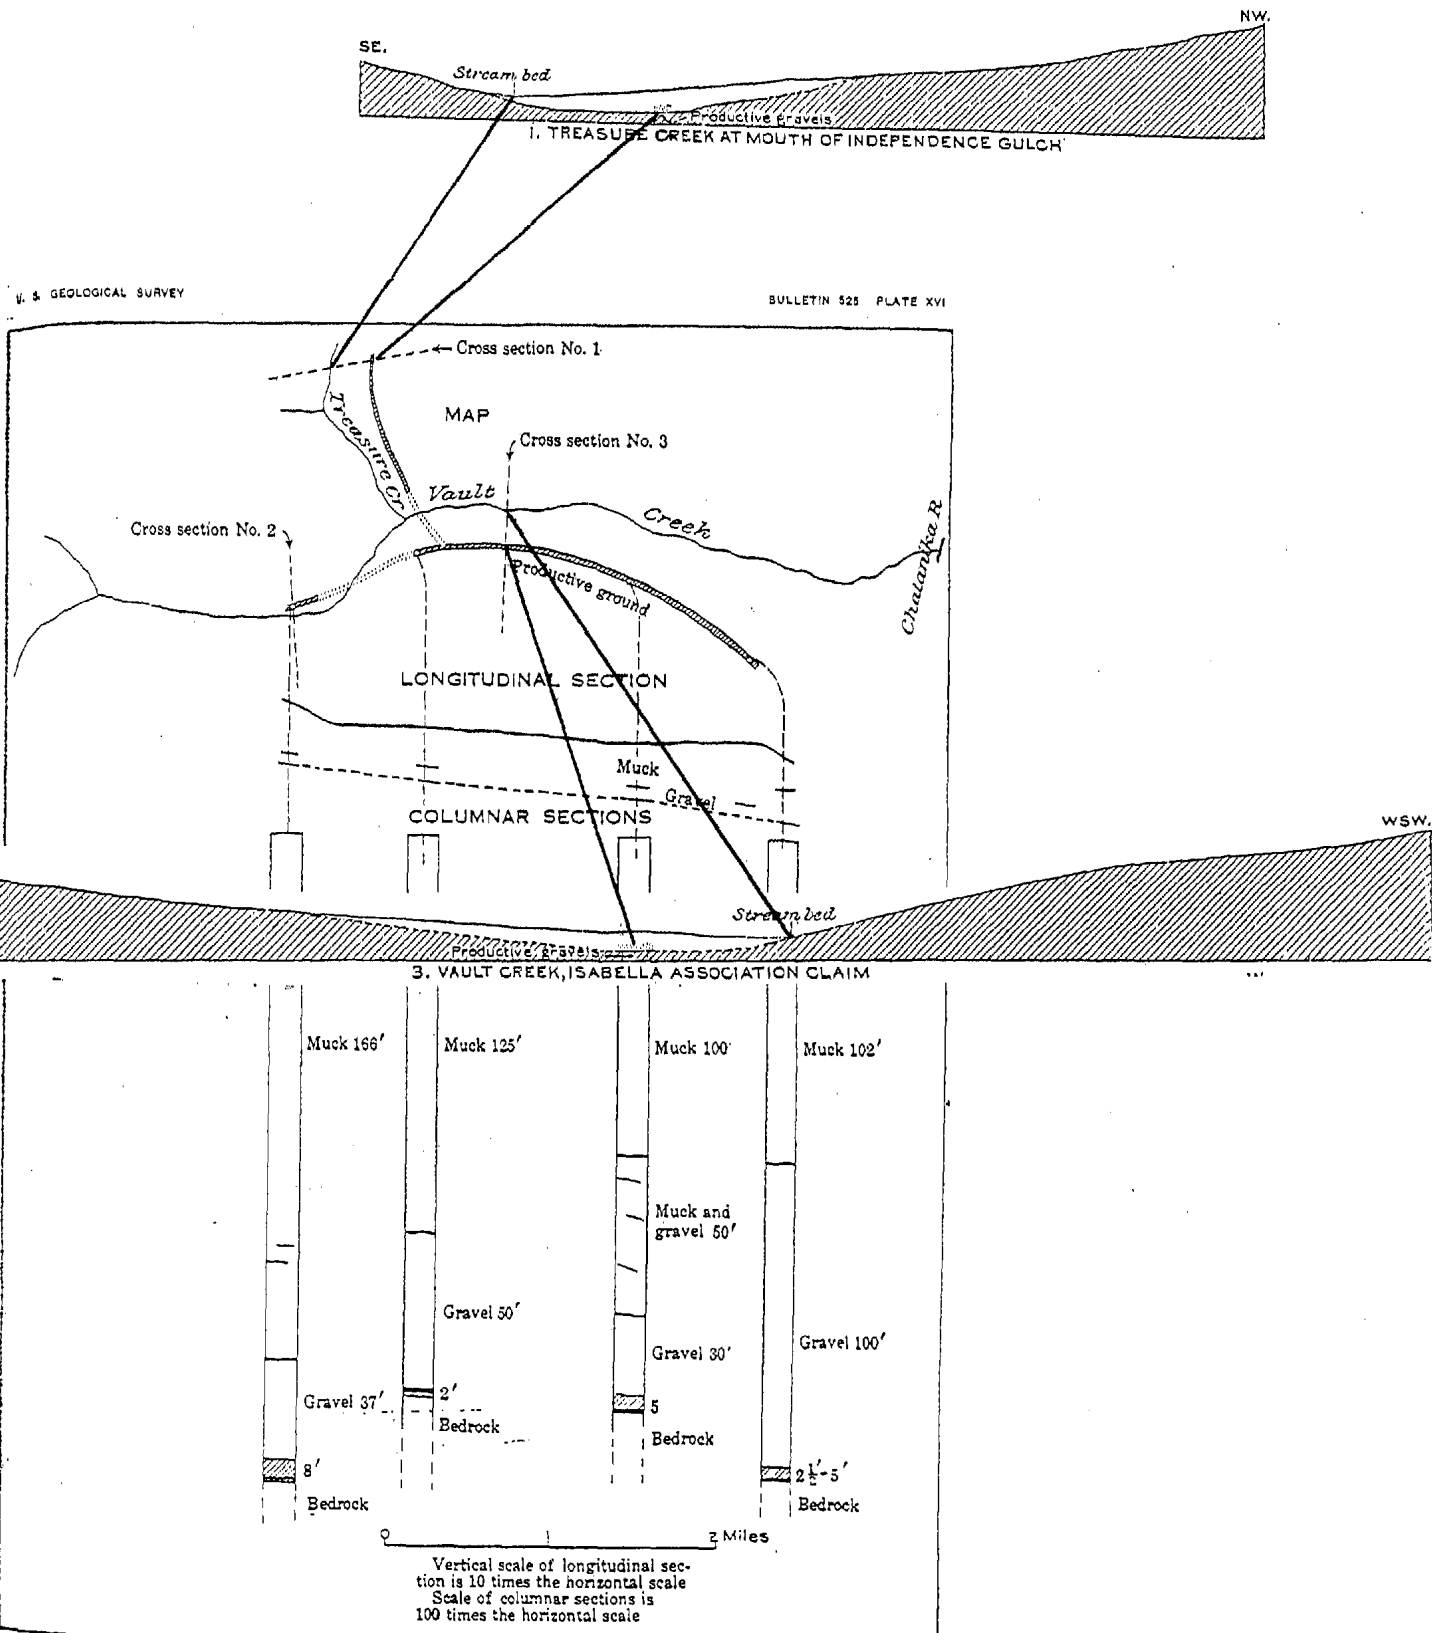 NW.
SE.
Stream bed
Productive gravels
1. TREASURE CREEK AT MOUTH OF INDEPENDENCE GULCH
U. S. GEOLOGICAL SURVEY
BULLETIN 525 PLATE XVI
Cross section No. 1
MAP
Treasure Cr.
Cross section No. 3
Vault
Creek
Cross section No. 2
Chatanika R
Productive ground
LONGITUDINAL SECTION
Muck
Gravel
COLUMNAR SECTIONS
WSW.
Stream bed
Productive gravels
3. VAULT CREEK, ISABELLA ASSOCIATION CLAIM
Muck 166'
Muck 125'
Muck 100'
Muck 102'
Muck and
gravel 50'
Gravel 50'
Gravel 30'
Gravel 100'
Gravel 37'
2'
5
Bedrock
Bedrock
8'
2½'-5'
Bedrock
Bedrock
0 1 2 Miles
Vertical scale of longitudinal sec-
tion is 10 times the horizontal scale
Scale of columnar sections is
100 times the horizontal scale